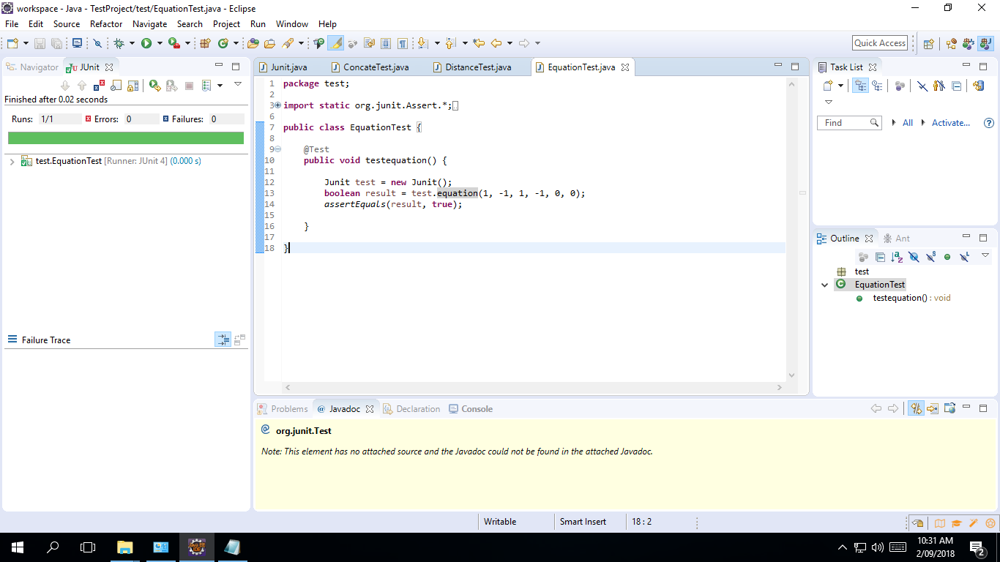 workspace - Java - TestProject/test/EquationTest.java - Eclipse
File Edit Source Refactor Navigate Search Project Run Window Help
Quick Access
Navigator JUnit
Finished after 0.02 seconds
Runs: 1/1 Errors: 0 Failures: 0
test.EquationTest [Runner: JUnit 4] (0.000 s)
Failure Trace
Junit.java ConcateTest.java DistanceTest.java EquationTest.java
1 package test;
2
3 import static org.junit.Assert.*;
6
7 public class EquationTest {
8
9 @Test
10 public void testequation() {
11
12 Junit test = new Junit();
13 boolean result = test.equation(1, -1, 1, -1, 0, 0);
14 assertEquals(result, true);
15
16 }
17
18 }
Task List
Find All Activate...
Outline Ant
test
EquationTest
testequation() : void
Problems Javadoc Declaration Console
org.junit.Test
Note: This element has no attached source and the Javadoc could not be found in the attached Javadoc.
Writable Smart Insert 18 : 2
10:31 AM
2/09/2018
2